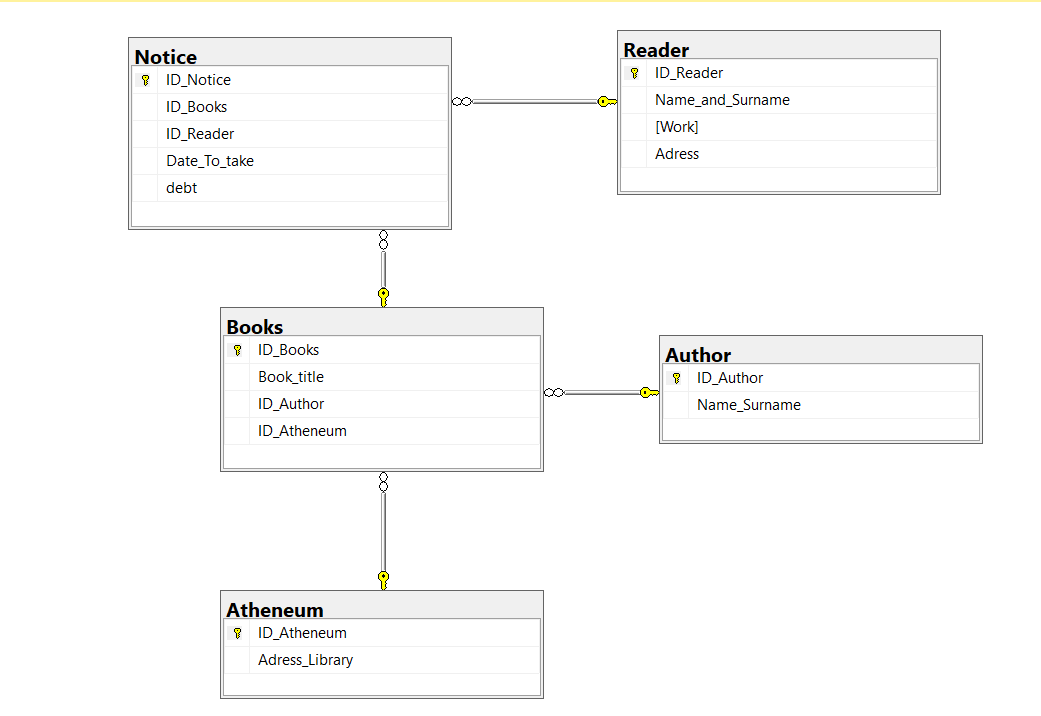 Notice
ID_Notice
ID_Books
ID_Reader
Date_To_take
debt
Reader
ID_Reader
Name_and_Surname
[Work]
Adress
Books
ID_Books
Book_title
ID_Author
ID_Atheneum
Author
ID_Author
Name_Surname
Atheneum
ID_Atheneum
Adress_Library